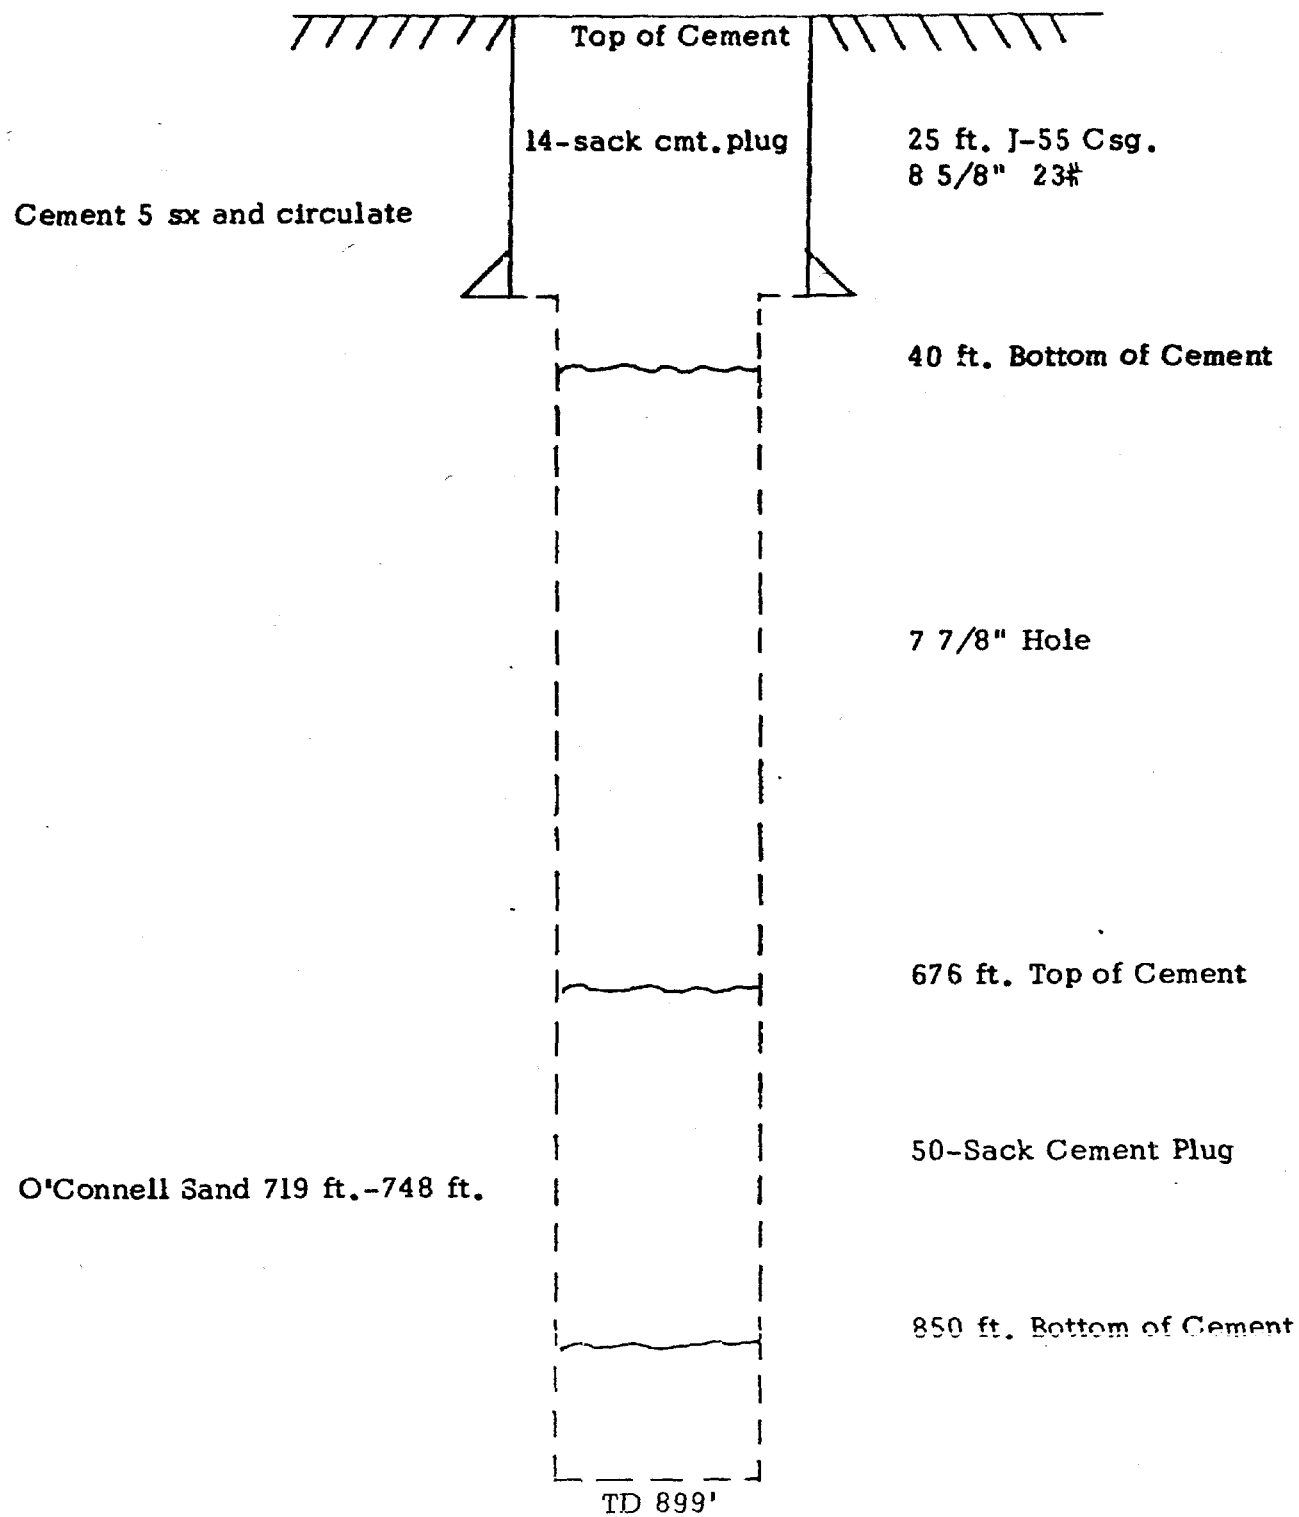 Top of Cement
14-sack cmt. plug
25 ft. J-55 Csg.
8 5/8" 23#
Cement 5 sx and circulate
40 ft. Bottom of Cement
7 7/8" Hole
676 ft. Top of Cement
50-Sack Cement Plug
O'Connell Sand 719 ft.-748 ft.
850 ft. Bottom of Cement
TD 899'